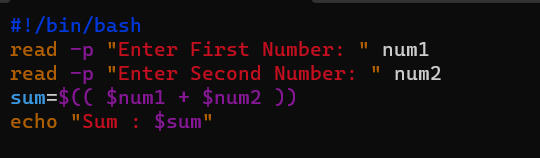 #!/bin/bash
read -p "Enter First Number: " num1
read -p "Enter Second Number: " num2
sum=$(( $num1 + $num2 ))
echo "Sum : $sum"